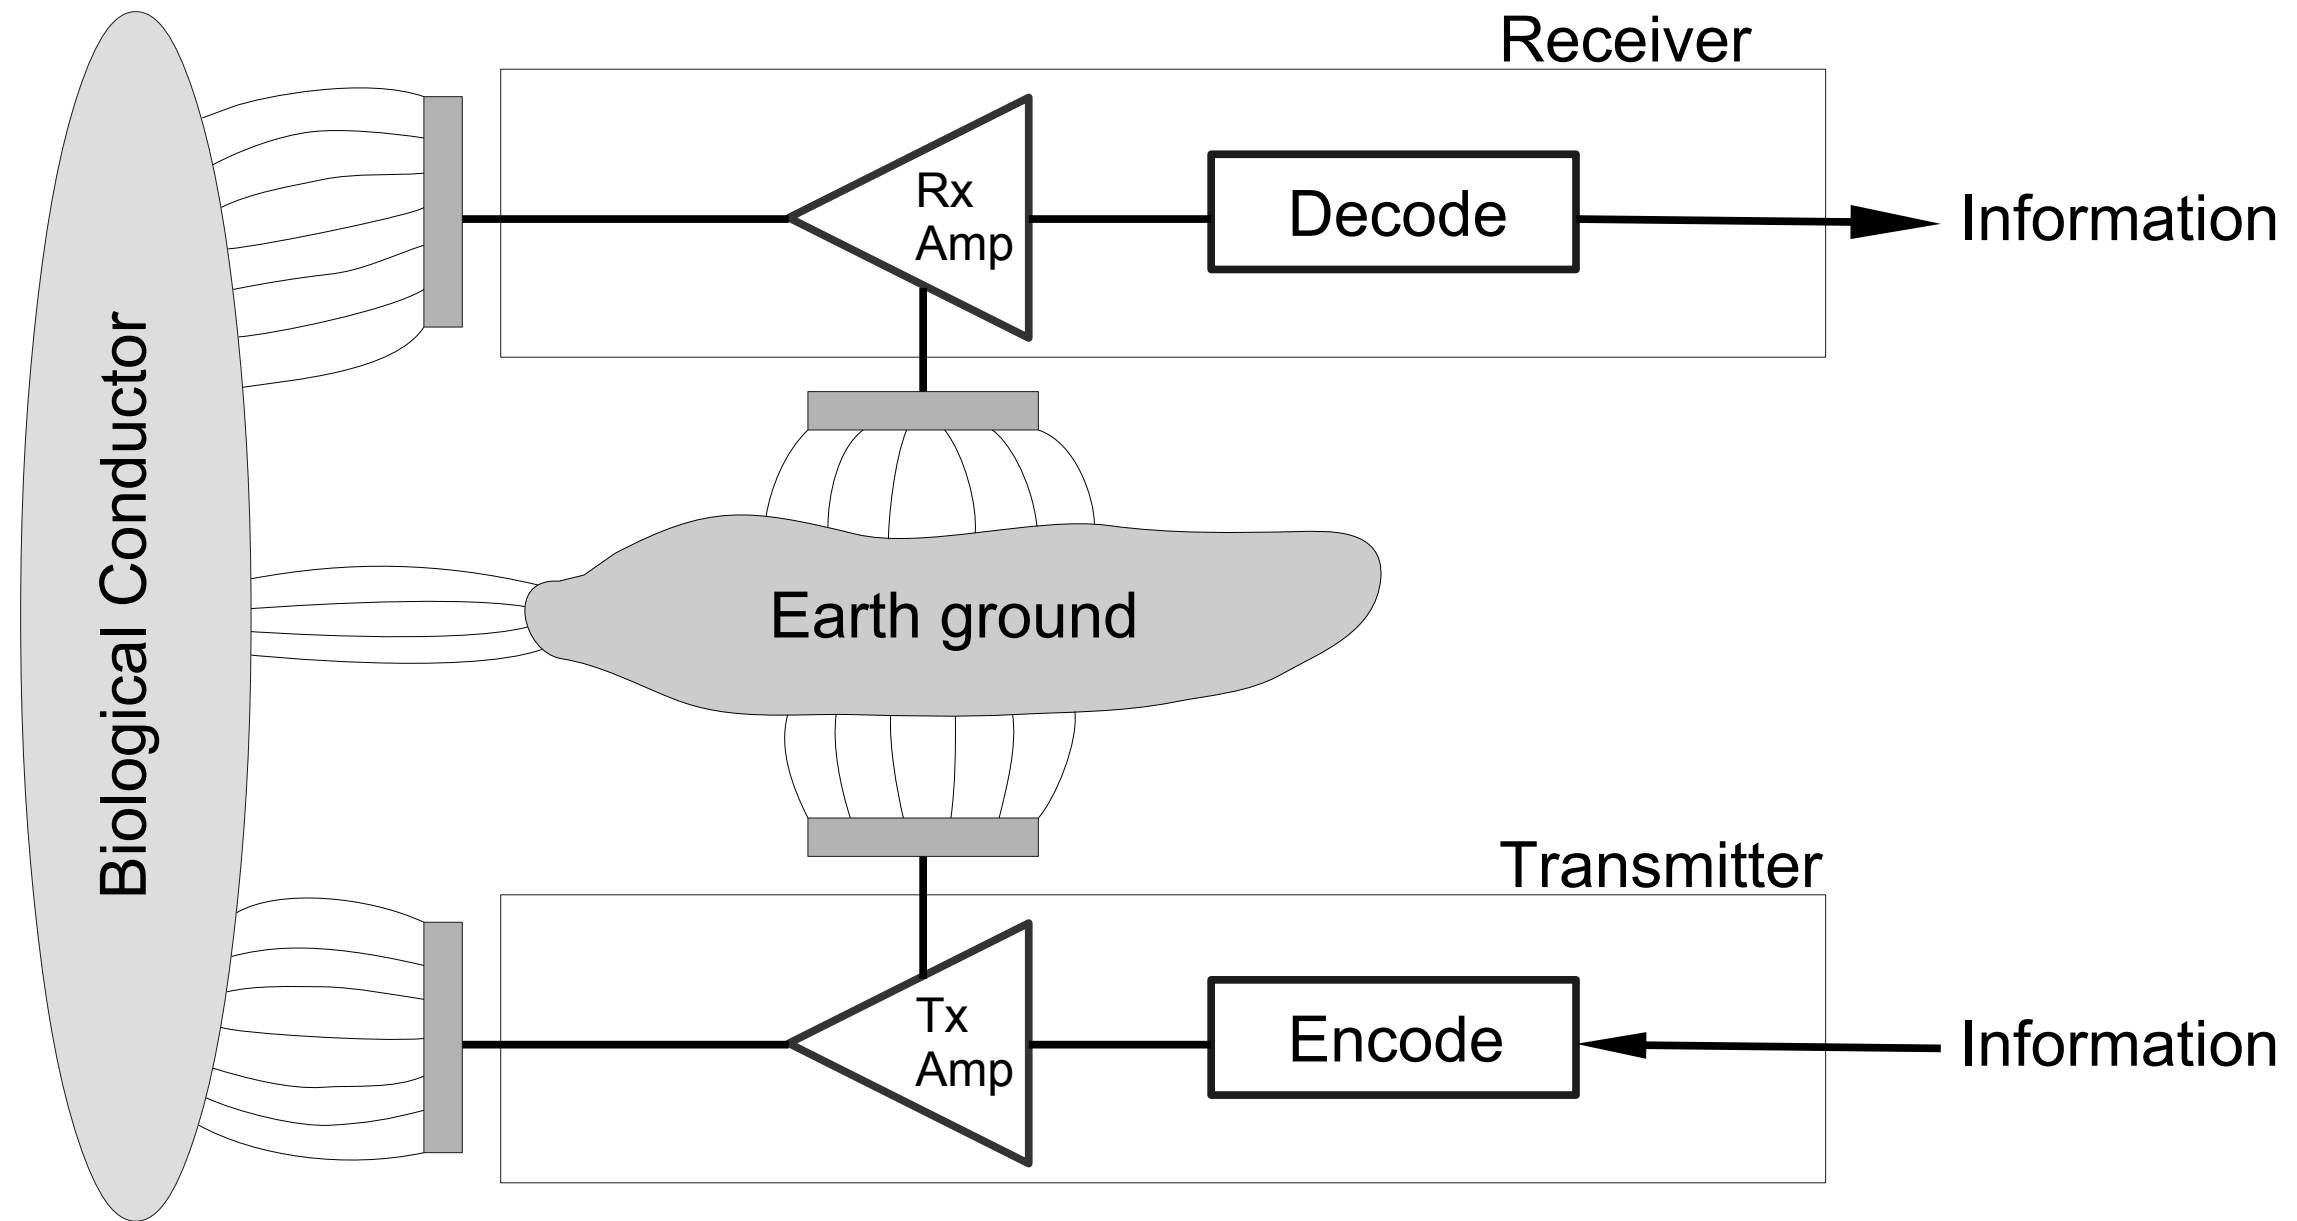 Receiver
Rx
Amp
Decode
Information
Biological Conductor
Earth ground
Transmitter
Tx
Amp
Encode
Information